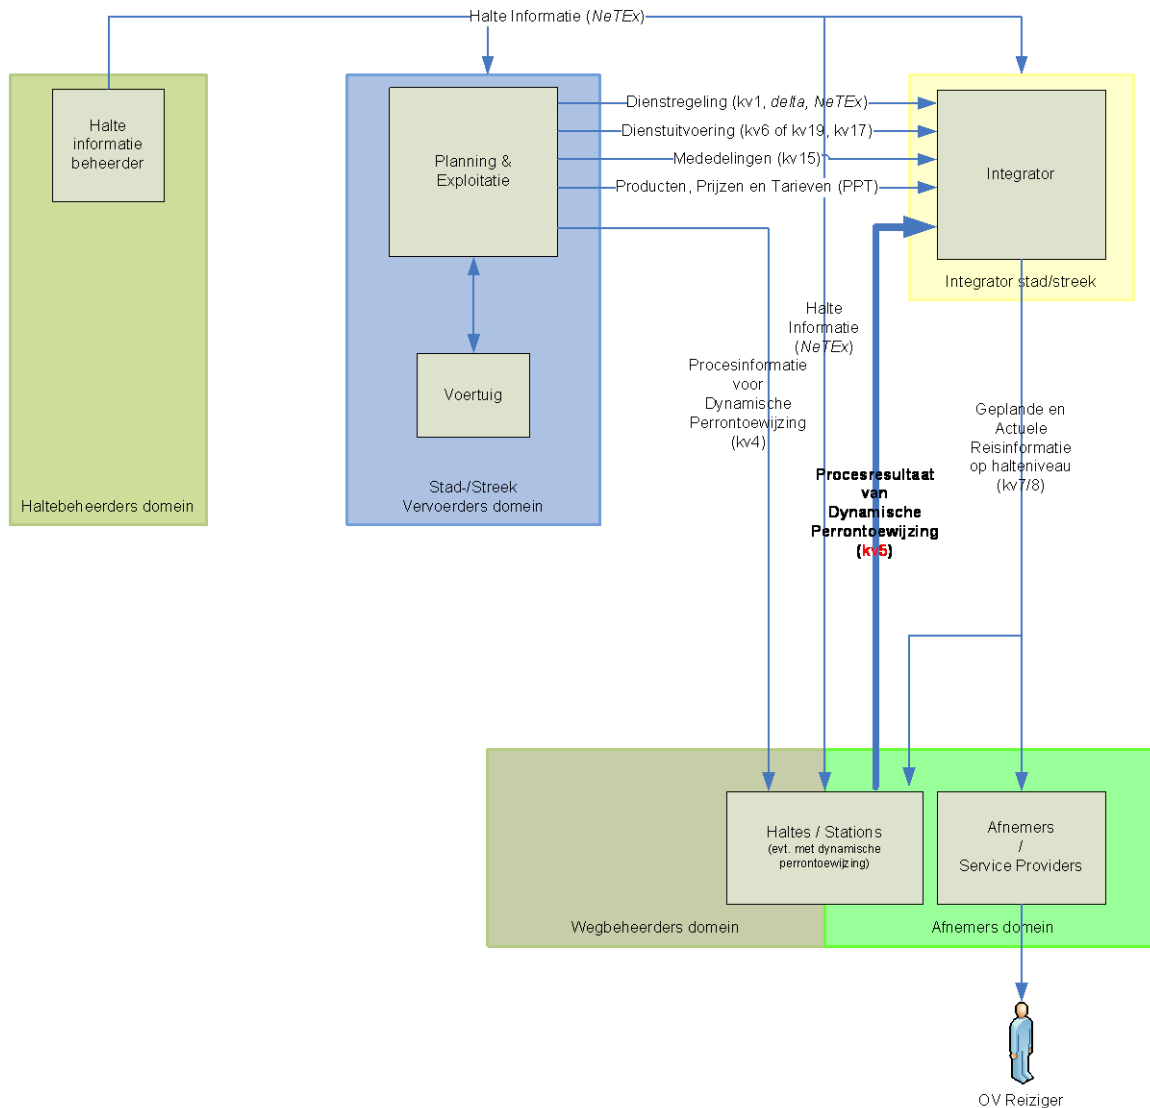 Halte Informatie (NeTEx)
Halte
informatie
beheerder
Haltebeheerders domein
Planning &
Exploitatie
Voertuig
Stad-/Streek
Vervoerders domein
Dienstregeling (kv1, delta, NeTEx)
Dienstuitvoering (kv6 of kv19, kv17)
Mededelingen (kv15)
Producten, Prijzen en Tarieven (PPT)
Integrator
Integrator stad/streek
Procesinformatie
voor
Dynamische
Perrontoewijzing
(kv4)
Halte
Informatie
(NeTEx)
Procesresultaat
van
Dynamische
Perrontoewijzing
(kv5)
Geplande en
Actuele
Reisinformatie
op halteniveau
(kv7/8)
Haltes / Stations
(evt. met dynamische
perrontoewijzing)
Afnemers
/
Service Providers
Wegbeheerders domein
Afnemers domein
OV Reiziger